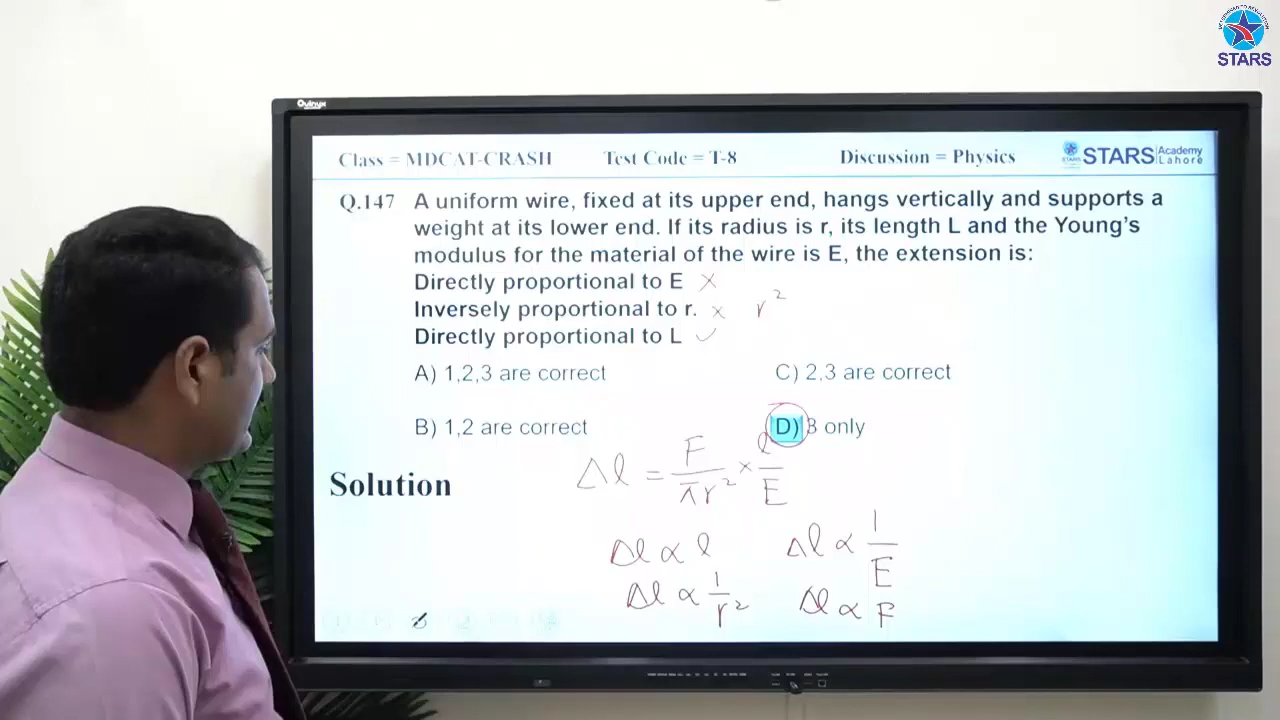 STARS
Qulnyx
Class = MDCAT-CRASH Test Code = T-8 Discussion = Physics STARS Academy Lahore
Q.147 A uniform wire, fixed at its upper end, hangs vertically and supports a
weight at its lower end. If its radius is r, its length L and the Young's
modulus for the material of the wire is E, the extension is:
Directly proportional to E ×
Inversely proportional to r. × r²
Directly proportional to L ✓
A) 1,2,3 are correct C) 2,3 are correct
B) 1,2 are correct D) 3 only
Solution Δl = F/πr² × l/E
Δl ∝ l Δl ∝ 1/E
Δl ∝ 1/r² Δl ∝ F